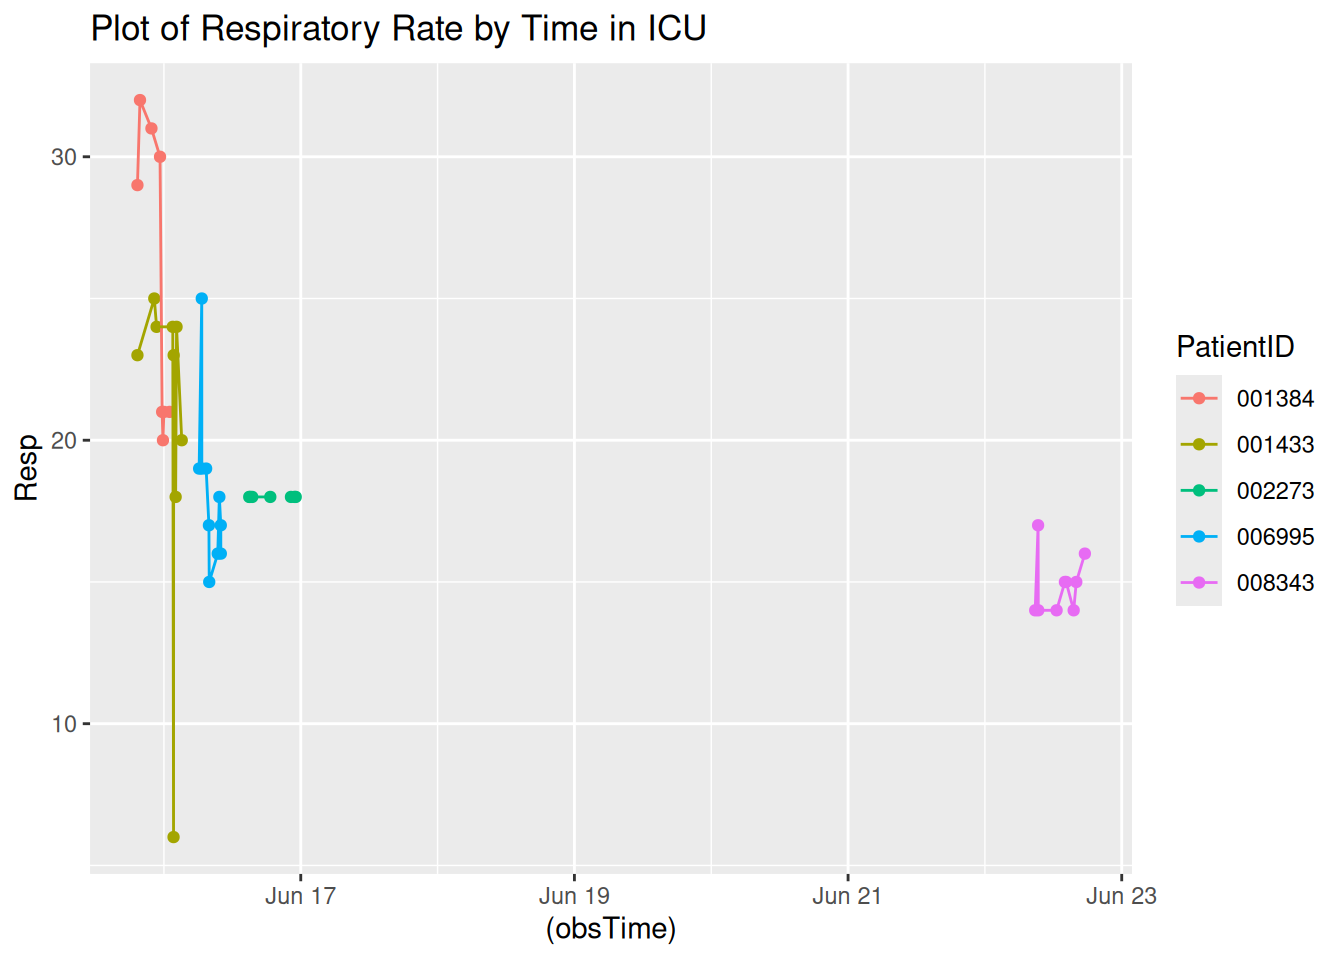 Plot of Respiratory Rate by Time in ICU
30
20
10
Resp
Jun 17
Jun 19
Jun 21
Jun 23
(obsTime)
PatientID
001384
001433
002273
006995
008343